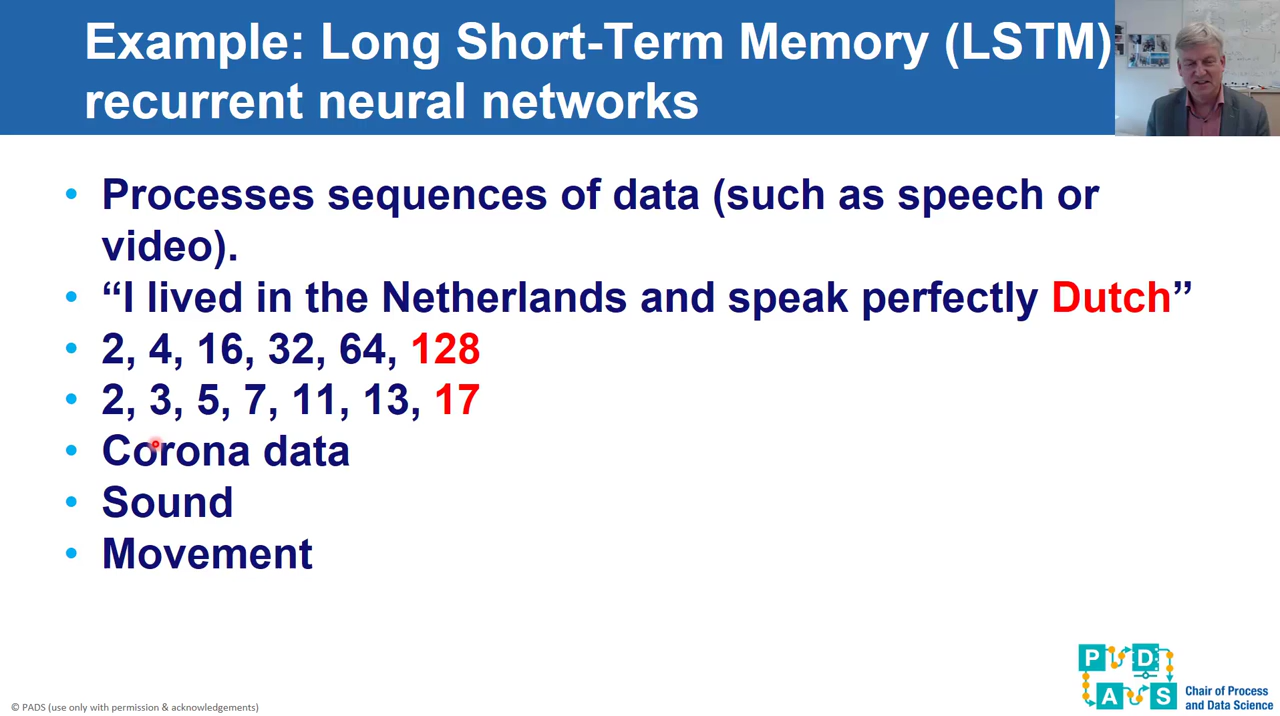 Example: Long Short-Term Memory (LSTM)
recurrent neural networks
• Processes sequences of data (such as speech or
video).
• “I lived in the Netherlands and speak perfectly Dutch”
• 2, 4, 16, 32, 64, 128
• 2, 3, 5, 7, 11, 13, 17
• Corona data
• Sound
• Movement
P D
A S
Chair of Process
and Data Science
© PADS (use only with permission & acknowledgements)